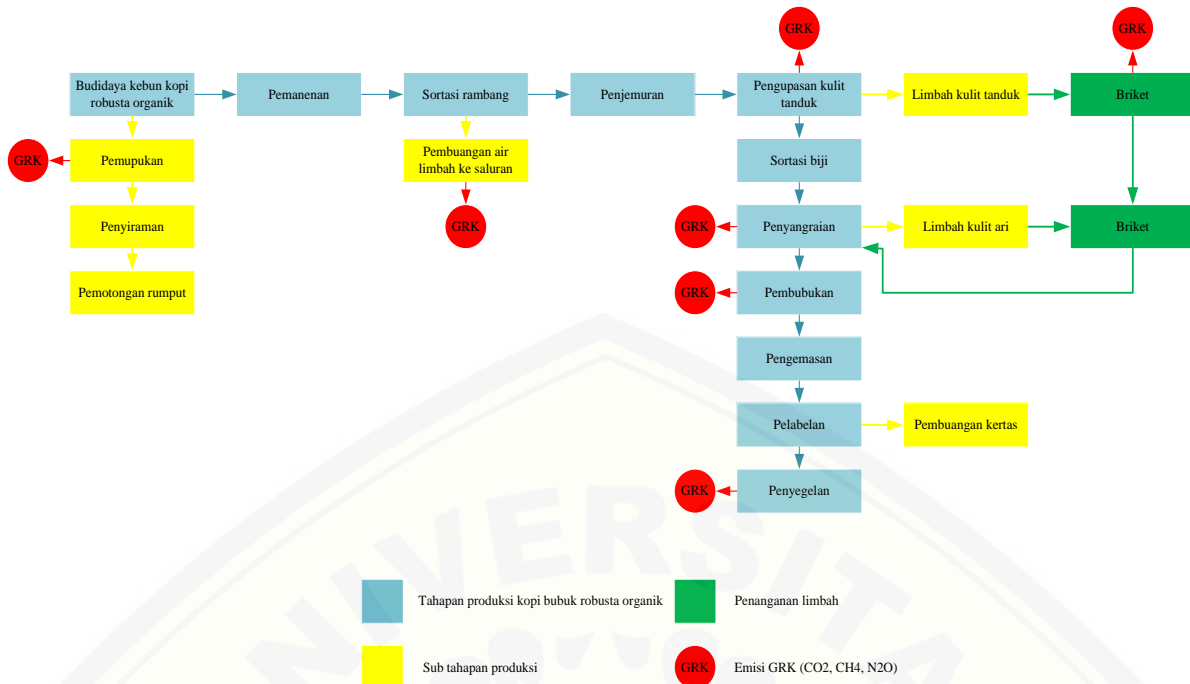 GRK
GRK
Budidaya kebun kopi
robusta organik
Pemanenan
Sortasi rambang
Penjemuran
Pengupasan kulit
tanduk
Limbah kulit tanduk
Briket
GRK
Pemupukan
Pembuangan air
limbah ke saluran
Sortasi biji
Penyiraman
GRK
GRK
Penyangraian
Limbah kulit ari
Briket
Pemotongan rumput
GRK
Pembubukan
Pengemasan
Pelabelan
Pembuangan kertas
GRK
Penyegelan
Tahapan produksi kopi bubuk robusta organik
Penanganan limbah
Sub tahapan produksi
GRK
Emisi GRK (CO2, CH4, N2O)
NIVERSITA